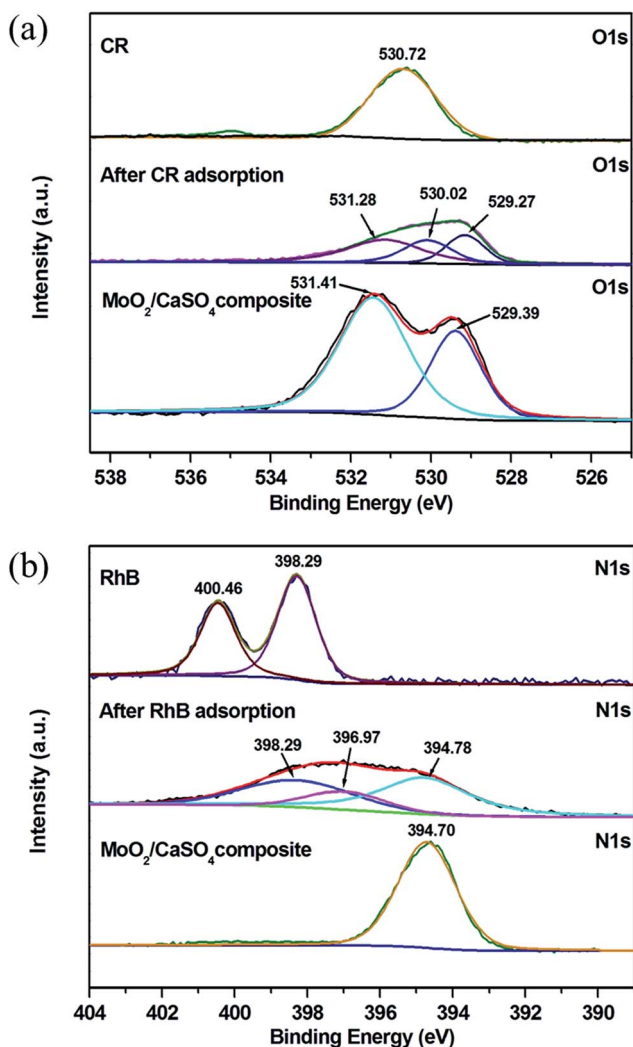 (a)
CR
530.72
O1s
After CR adsorption
O1s
531.28
530.02
529.27
MoO₂/CaSO₄composite
O1s
531.41
529.39
Intensity (a.u.)
538 536 534 532 530 528 526
Binding Energy (eV)
(b)
RhB
400.46
398.29
N1s
After RhB adsorption
N1s
398.29
396.97
394.78
MoO₂/CaSO₄composite
394.70
N1s
Intensity (a.u.)
404 402 400 398 396 394 392 390
Binding Energy (eV)